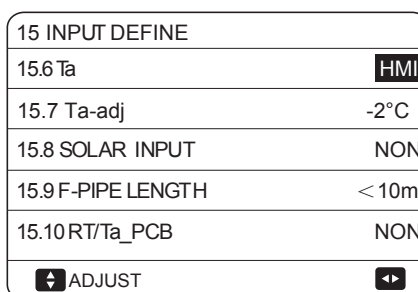 15 INPUT DEFINE
15.6 Ta HMI
15.7 Ta-adj -2°C
15.8 SOLAR INPUT NON
15.9 F-PIPE LENGTH <10m
15.10 RT/Ta_PCB NON
ADJUST